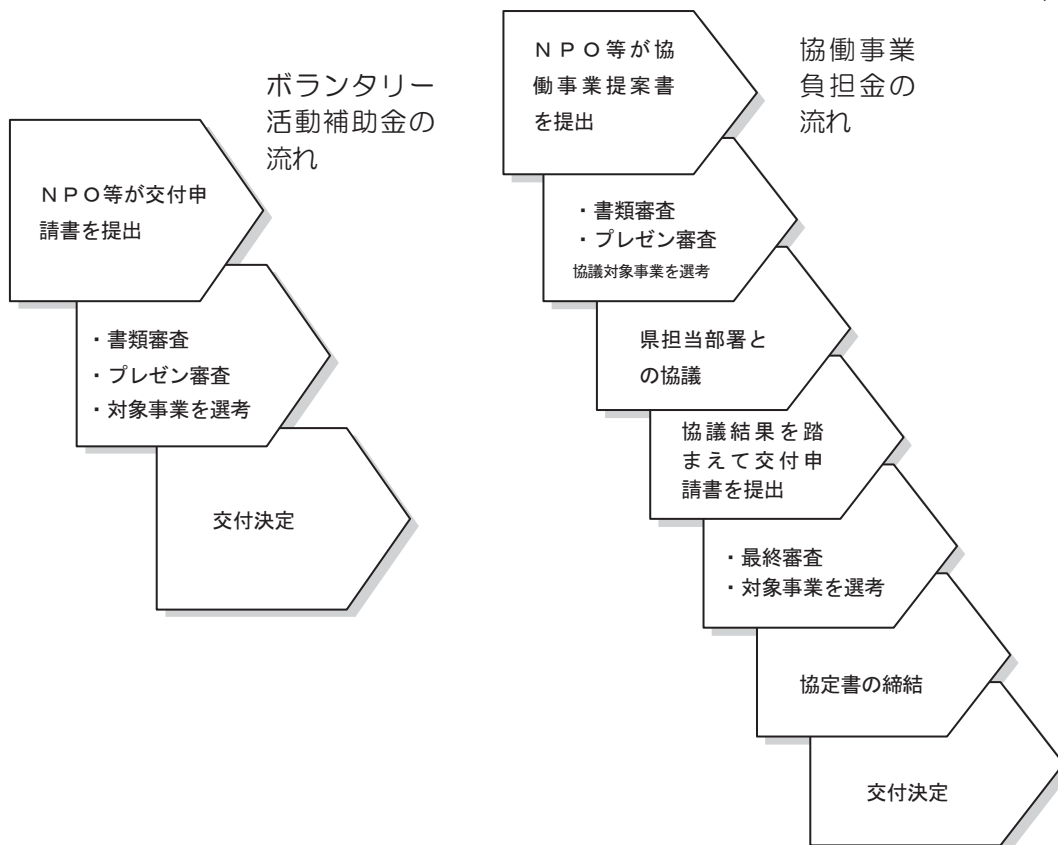 ボランタリー
活動補助金の
流れ
ＮＰＯ等が交付申
請書を提出
・書類審査
・プレゼン審査
・対象事業を選考
交付決定
協働事業
負担金の
流れ
ＮＰＯ等が協
働事業提案書
を提出
・書類審査
・プレゼン審査
協議対象事業を選考
県担当部署と
の協議
協議結果を踏
まえて交付申
請書を提出
・最終審査
・対象事業を選考
協定書の締結
交付決定